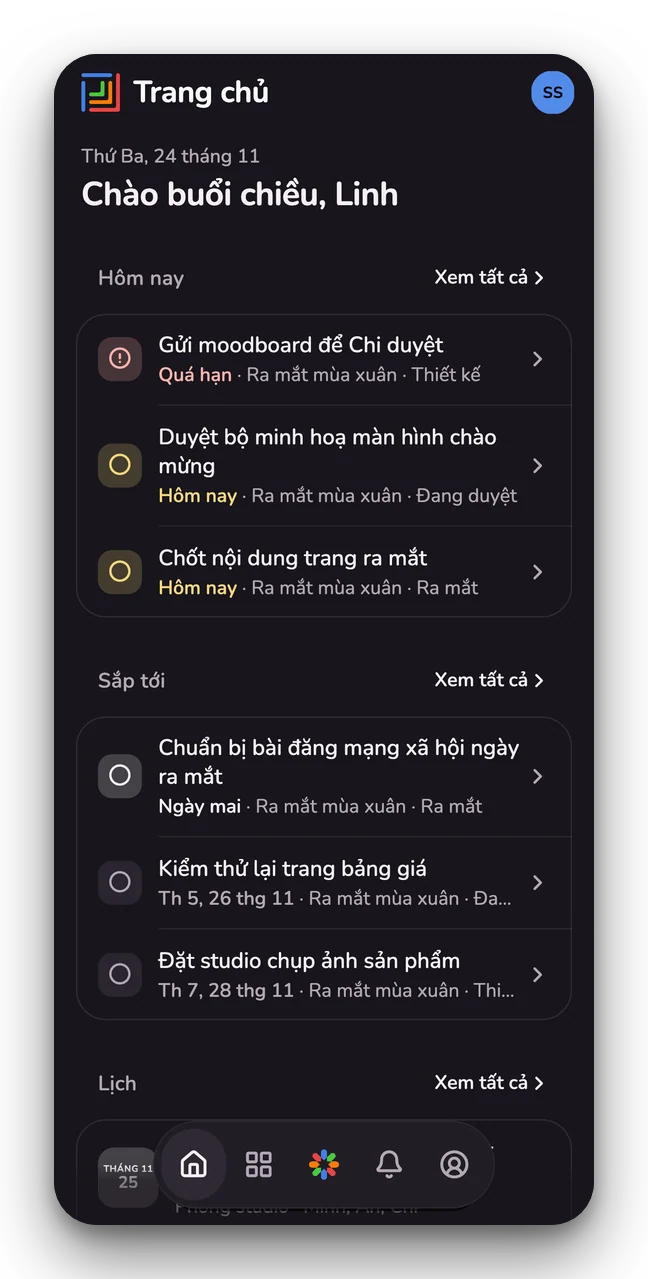 Trang chủ
SS
Thứ Ba, 24 tháng 11
Chào buổi chiều, Linh
Hôm nay
Xem tất cả
Gửi moodboard để Chi duyệt
Quá hạn · Ra mắt mùa xuân · Thiết kế
Duyệt bộ minh hoạ màn hình chào
mừng
Hôm nay · Ra mắt mùa xuân · Đang duyệt
Chốt nội dung trang ra mắt
Hôm nay · Ra mắt mùa xuân · Ra mắt
Sắp tới
Xem tất cả
Chuẩn bị bài đăng mạng xã hội ngày
ra mắt
Ngày mai · Ra mắt mùa xuân · Ra mắt
Kiểm thử lại trang bảng giá
Th 5, 26 thg 11 · Ra mắt mùa xuân · Đa...
Đặt studio chụp ảnh sản phẩm
Th 7, 28 thg 11 · Ra mắt mùa xuân · Thi...
Lịch
Xem tất cả
THÁNG 11
25
Phòng studio · Minh, An, Chi